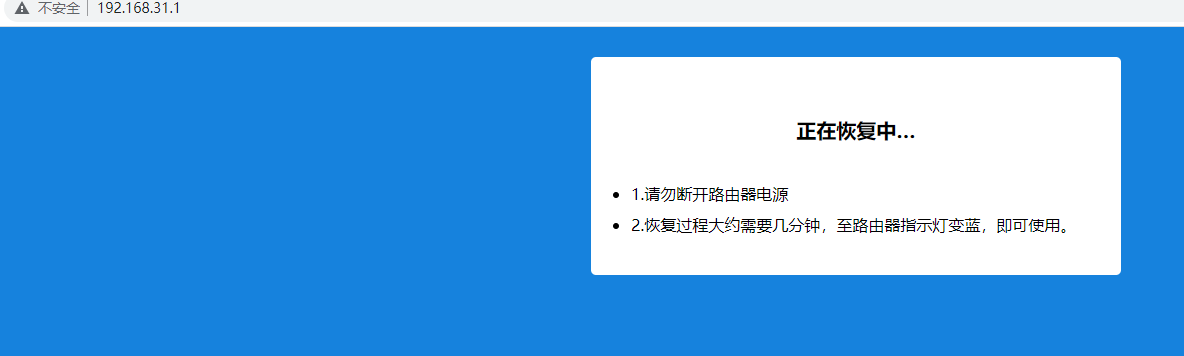 不安全 192.168.31.1
正在恢复中...
1.请勿断开路由器电源
2.恢复过程大约需要几分钟，至路由器指示灯变蓝，即可使用。